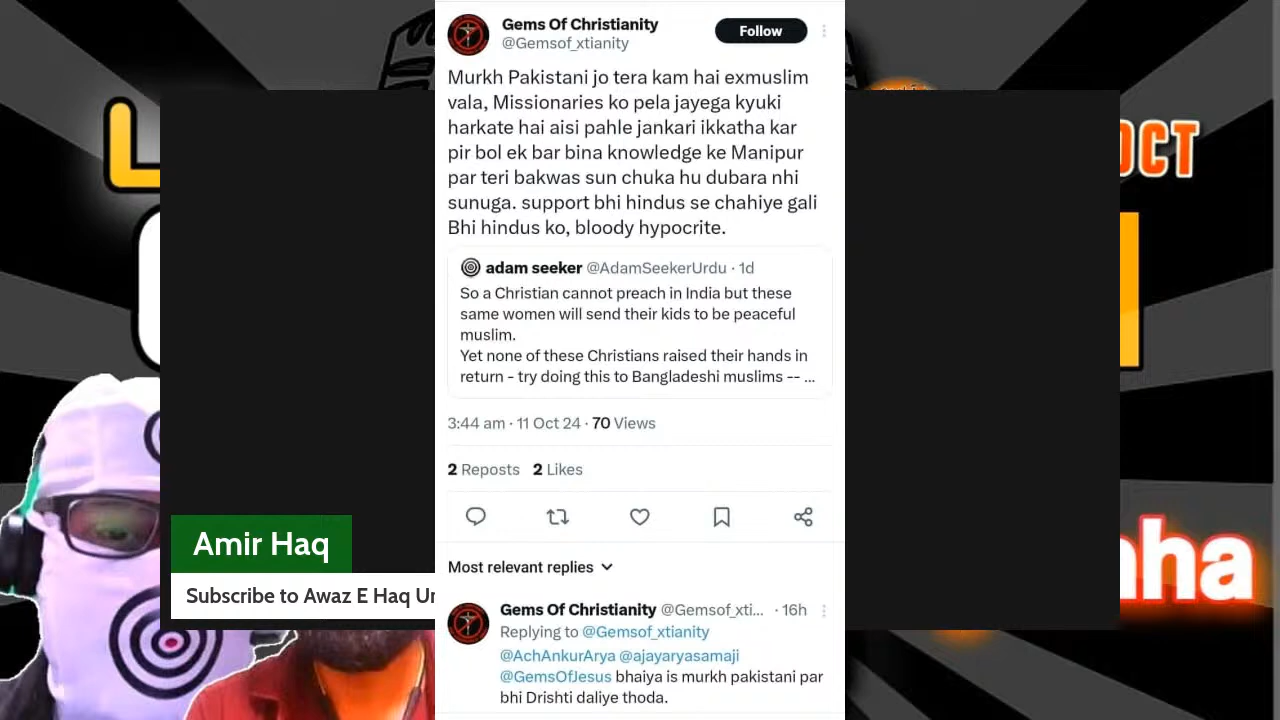 Gems Of Christianity
@Gemsof_xtianity
Follow
Murkh Pakistani jo tera kam hai exmuslim
vala, Missionaries ko pela jayega kyuki
harkate hai aisi pahle jankari ikkatha kar
pir bol ek bar bina knowledge ke Manipur
par teri bakwas sun chuka hu dubara nhi
sunuga. support bhi hindus se chahiye gali
Bhi hindus ko, bloody hypocrite.
adam seeker @AdamSeekerUrdu · 1d
So a Christian cannot preach in India but these
same women will send their kids to be peaceful
muslim.
Yet none of these Christians raised their hands in
return - try doing this to Bangladeshi muslims -- ...
3:44 am · 11 Oct 24 · 70 Views
2 Reposts 2 Likes
Most relevant replies
Gems Of Christianity @Gemsof_xti... · 16h
Replying to @Gemsof_xtianity
@AchAnkurArya @ajayaryasamaji
@GemsOfJesus bhaiya is murkh pakistani par
bhi Drishti daliye thoda.
Amir Haq
Subscribe to Awaz E Haq Ur
OCT